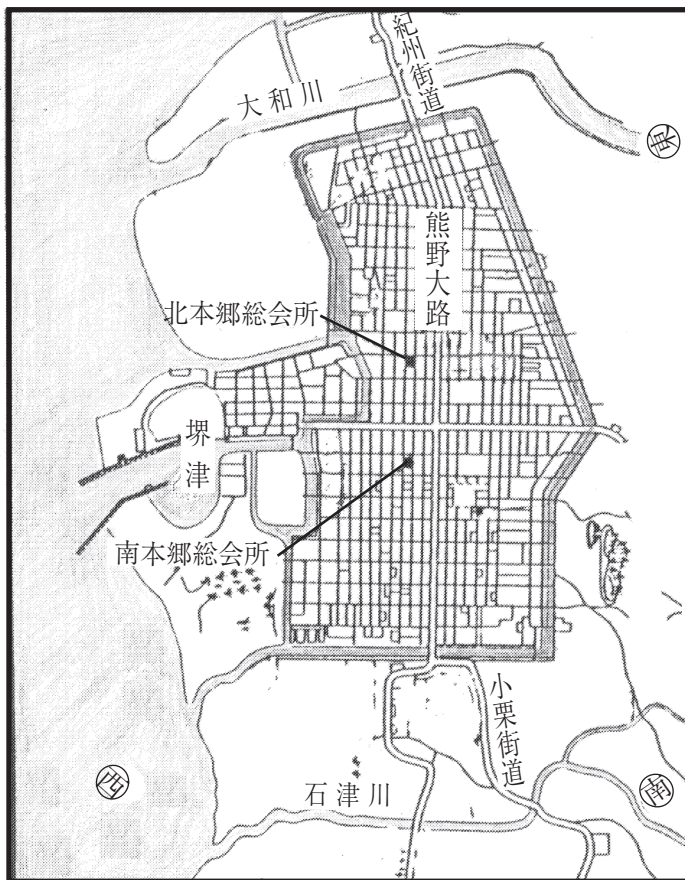 紀州街道
大和川
東
熊野大路
北本郷総会所
堺津
南本郷総会所
小栗街道
西
石津川
南